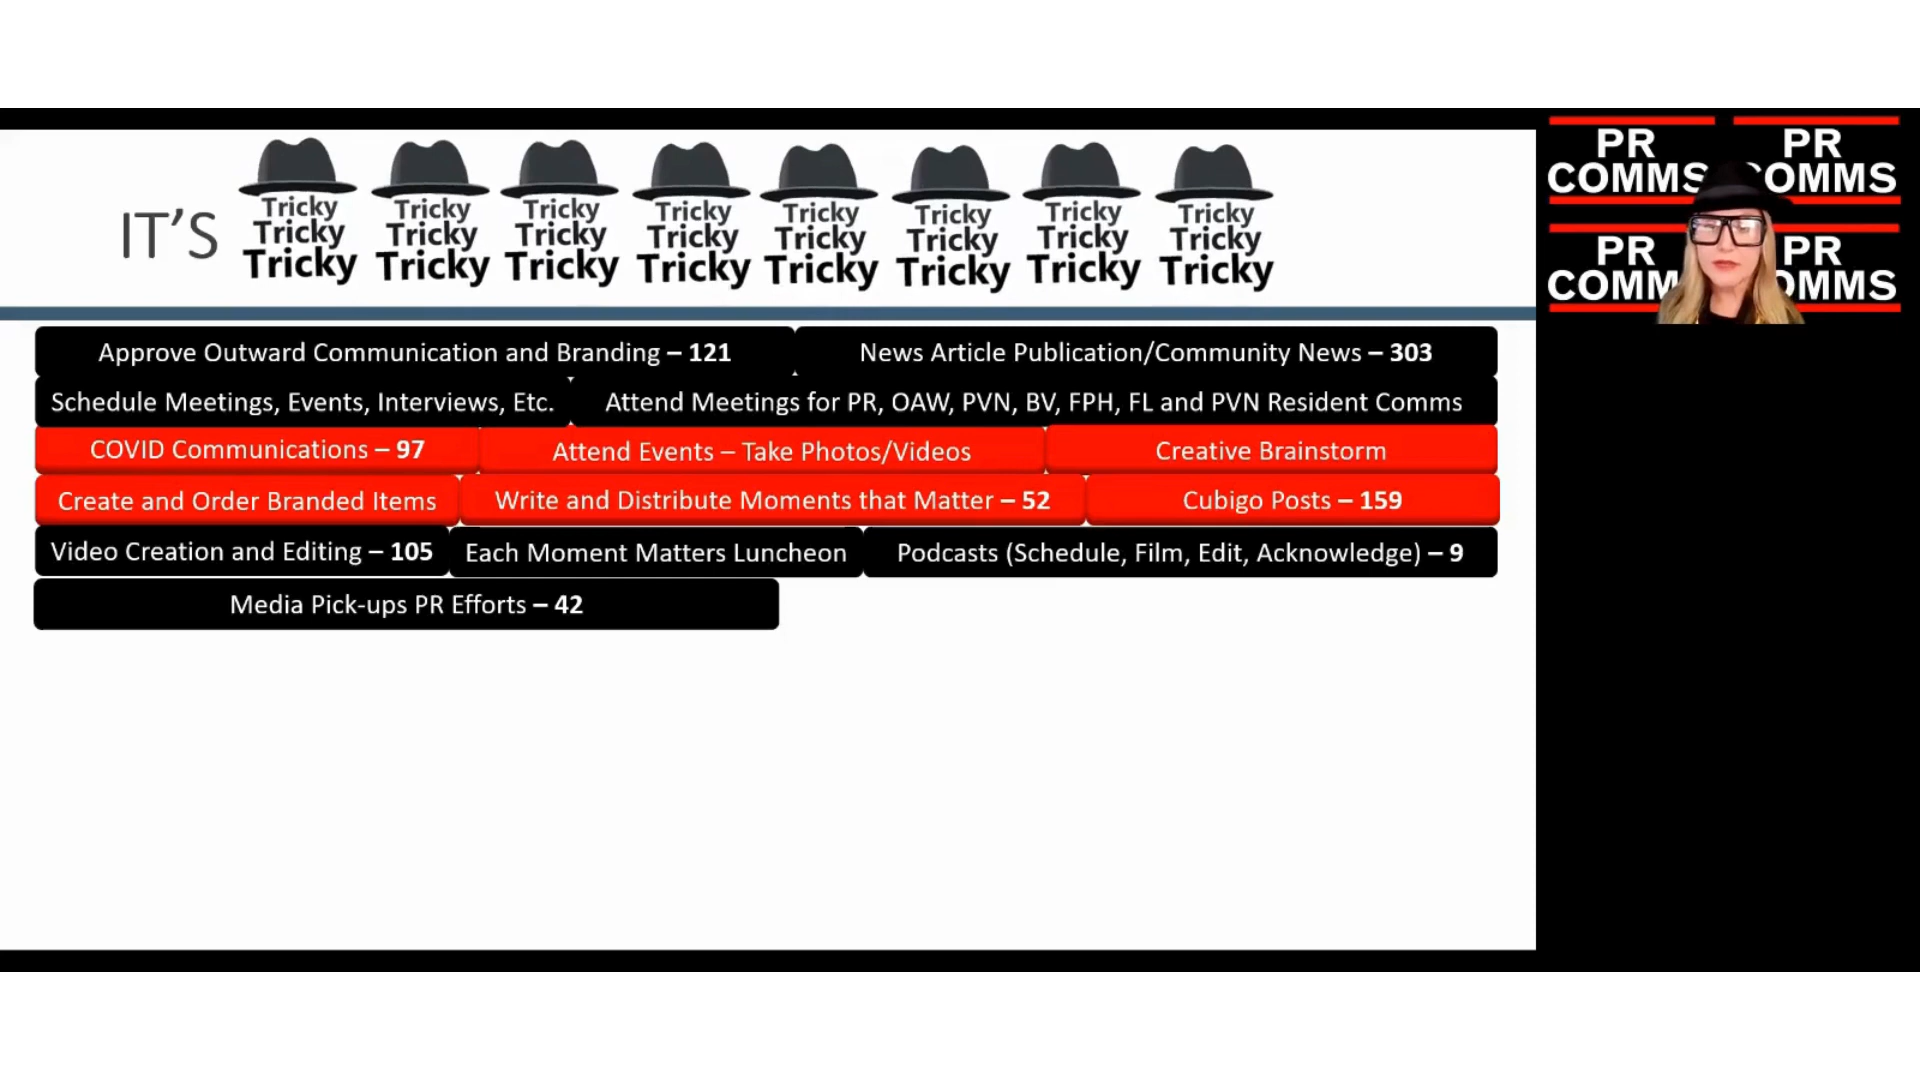 IT'S
Tricky Tricky Tricky Tricky Tricky Tricky Tricky Tricky
Tricky Tricky Tricky Tricky Tricky Tricky Tricky Tricky
Tricky Tricky Tricky Tricky Tricky Tricky Tricky Tricky
Approve Outward Communication and Branding – 121
News Article Publication/Community News – 303
Schedule Meetings, Events, Interviews, Etc.
Attend Meetings for PR, OAW, PVN, BV, FPH, FL and PVN Resident Comms
COVID Communications – 97
Attend Events – Take Photos/Videos
Creative Brainstorm
Create and Order Branded Items
Write and Distribute Moments that Matter – 52
Cubigo Posts – 159
Video Creation and Editing – 105
Each Moment Matters Luncheon
Podcasts (Schedule, Film, Edit, Acknowledge) – 9
Media Pick-ups PR Efforts – 42
PR PR
COMMS OMMS
PR PR
COMM OMMS